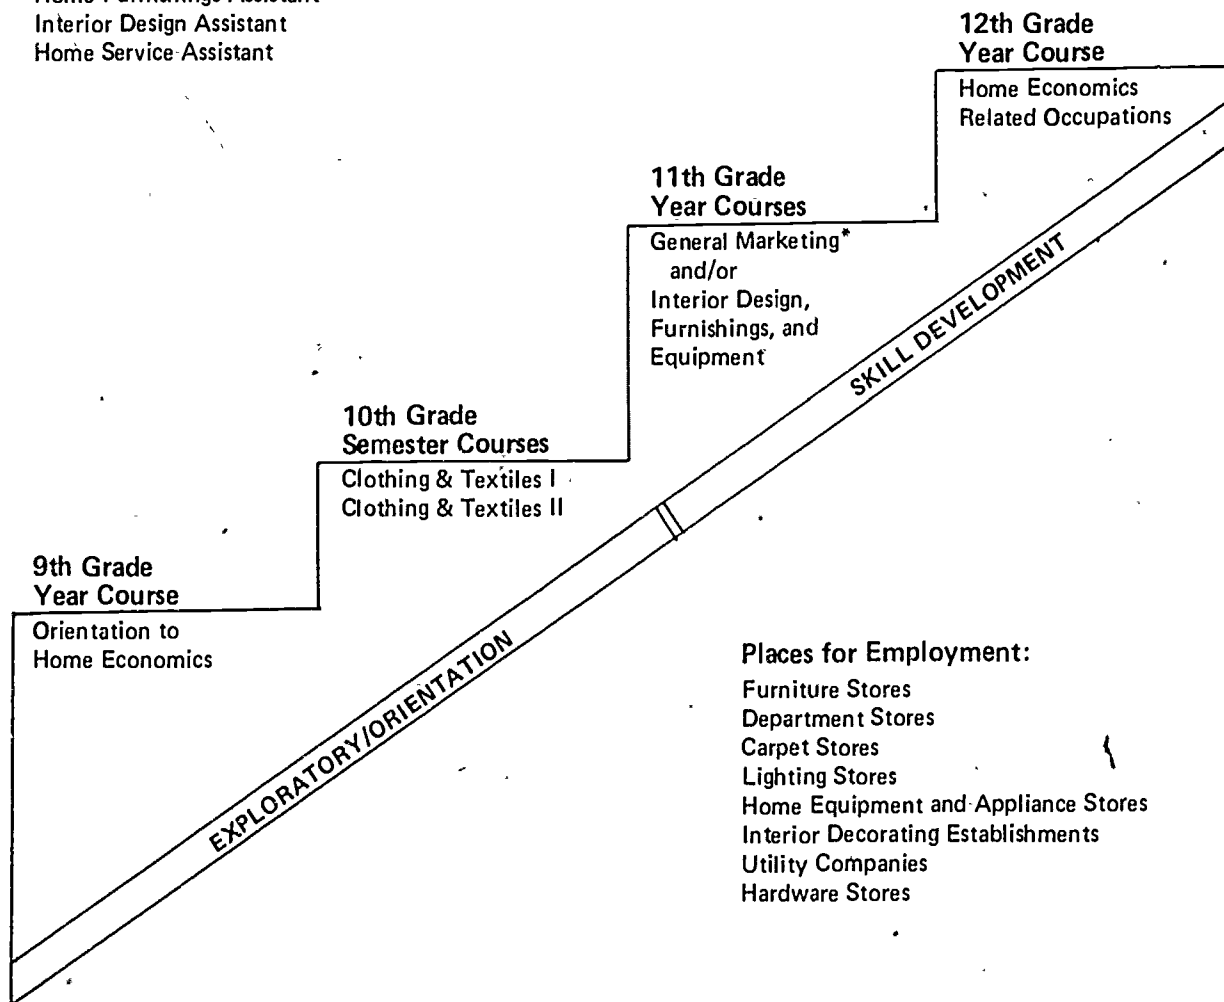 Interior Design Assistant
Home Service Assistant
12th Grade
Year Course
Home Economics
Related Occupations
11th Grade
Year Courses
General Marketing*
and/or
Interior Design,
Furnishings, and
Equipment
SKILL DEVELOPMENT
10th Grade
Semester Courses
Clothing & Textiles I
Clothing & Textiles II
9th Grade
Year Course
Orientation to
Home Economics
EXPLORATORY/ORIENTATION
Places for Employment:
Furniture Stores
Department Stores
Carpet Stores
Lighting Stores
Home Equipment and Appliance Stores
Interior Decorating Establishments
Utility Companies
Hardware Stores